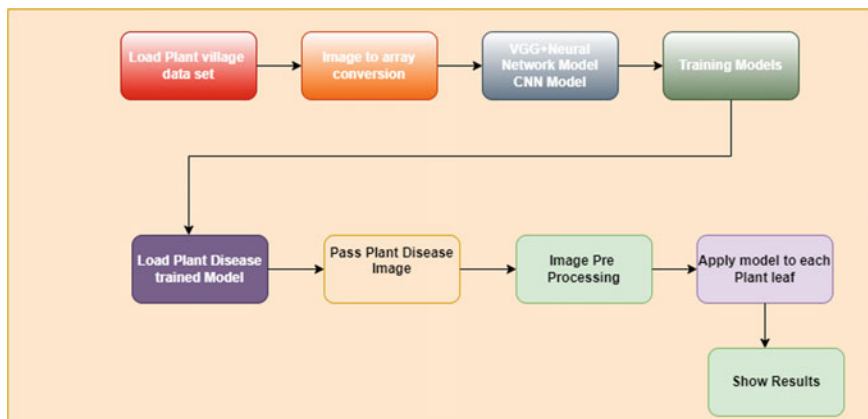 Load Plant village
data set
Image to array
conversion
VGG+Neural
Network Model
CNN Model
Training Models
Load Plant Disease
trained Model
Pass Plant Disease
Image
Image Pre
Processing
Apply model to each
Plant leaf
Show Results